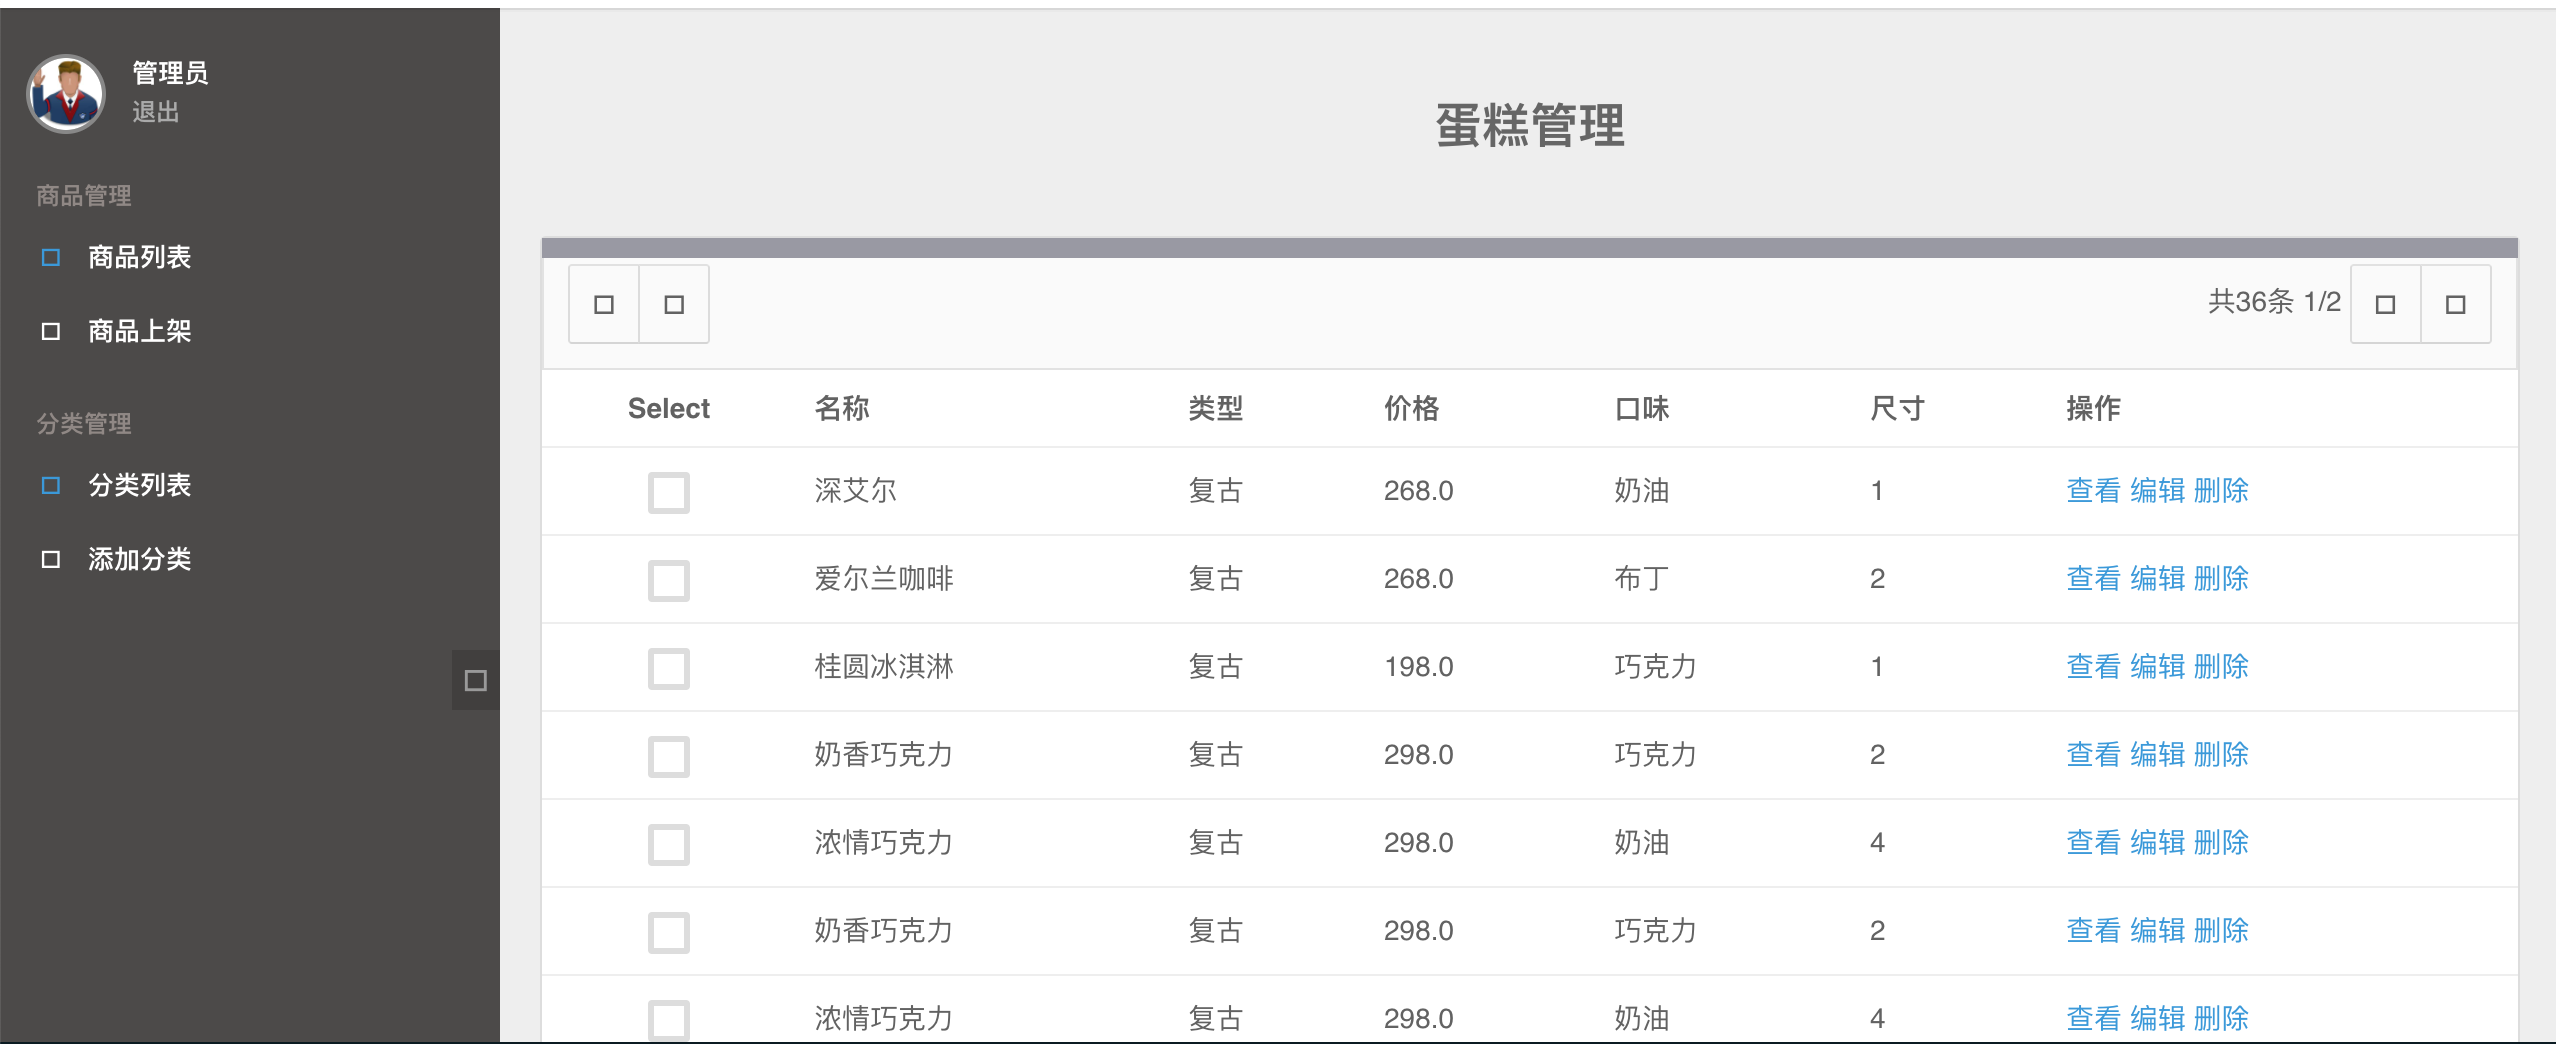 管理员
退出
商品管理
商品列表
商品上架
分类管理
分类列表
添加分类
蛋糕管理
共36条 1/2
Select 名称 类型 价格 口味 尺寸 操作
深艾尔 复古 268.0 奶油 1 查看 编辑 删除
爱尔兰咖啡 复古 268.0 布丁 2 查看 编辑 删除
桂圆冰淇淋 复古 198.0 巧克力 1 查看 编辑 删除
奶香巧克力 复古 298.0 巧克力 2 查看 编辑 删除
浓情巧克力 复古 298.0 奶油 4 查看 编辑 删除
奶香巧克力 复古 298.0 巧克力 2 查看 编辑 删除
浓情巧克力 复古 298.0 奶油 4 查看 编辑 删除